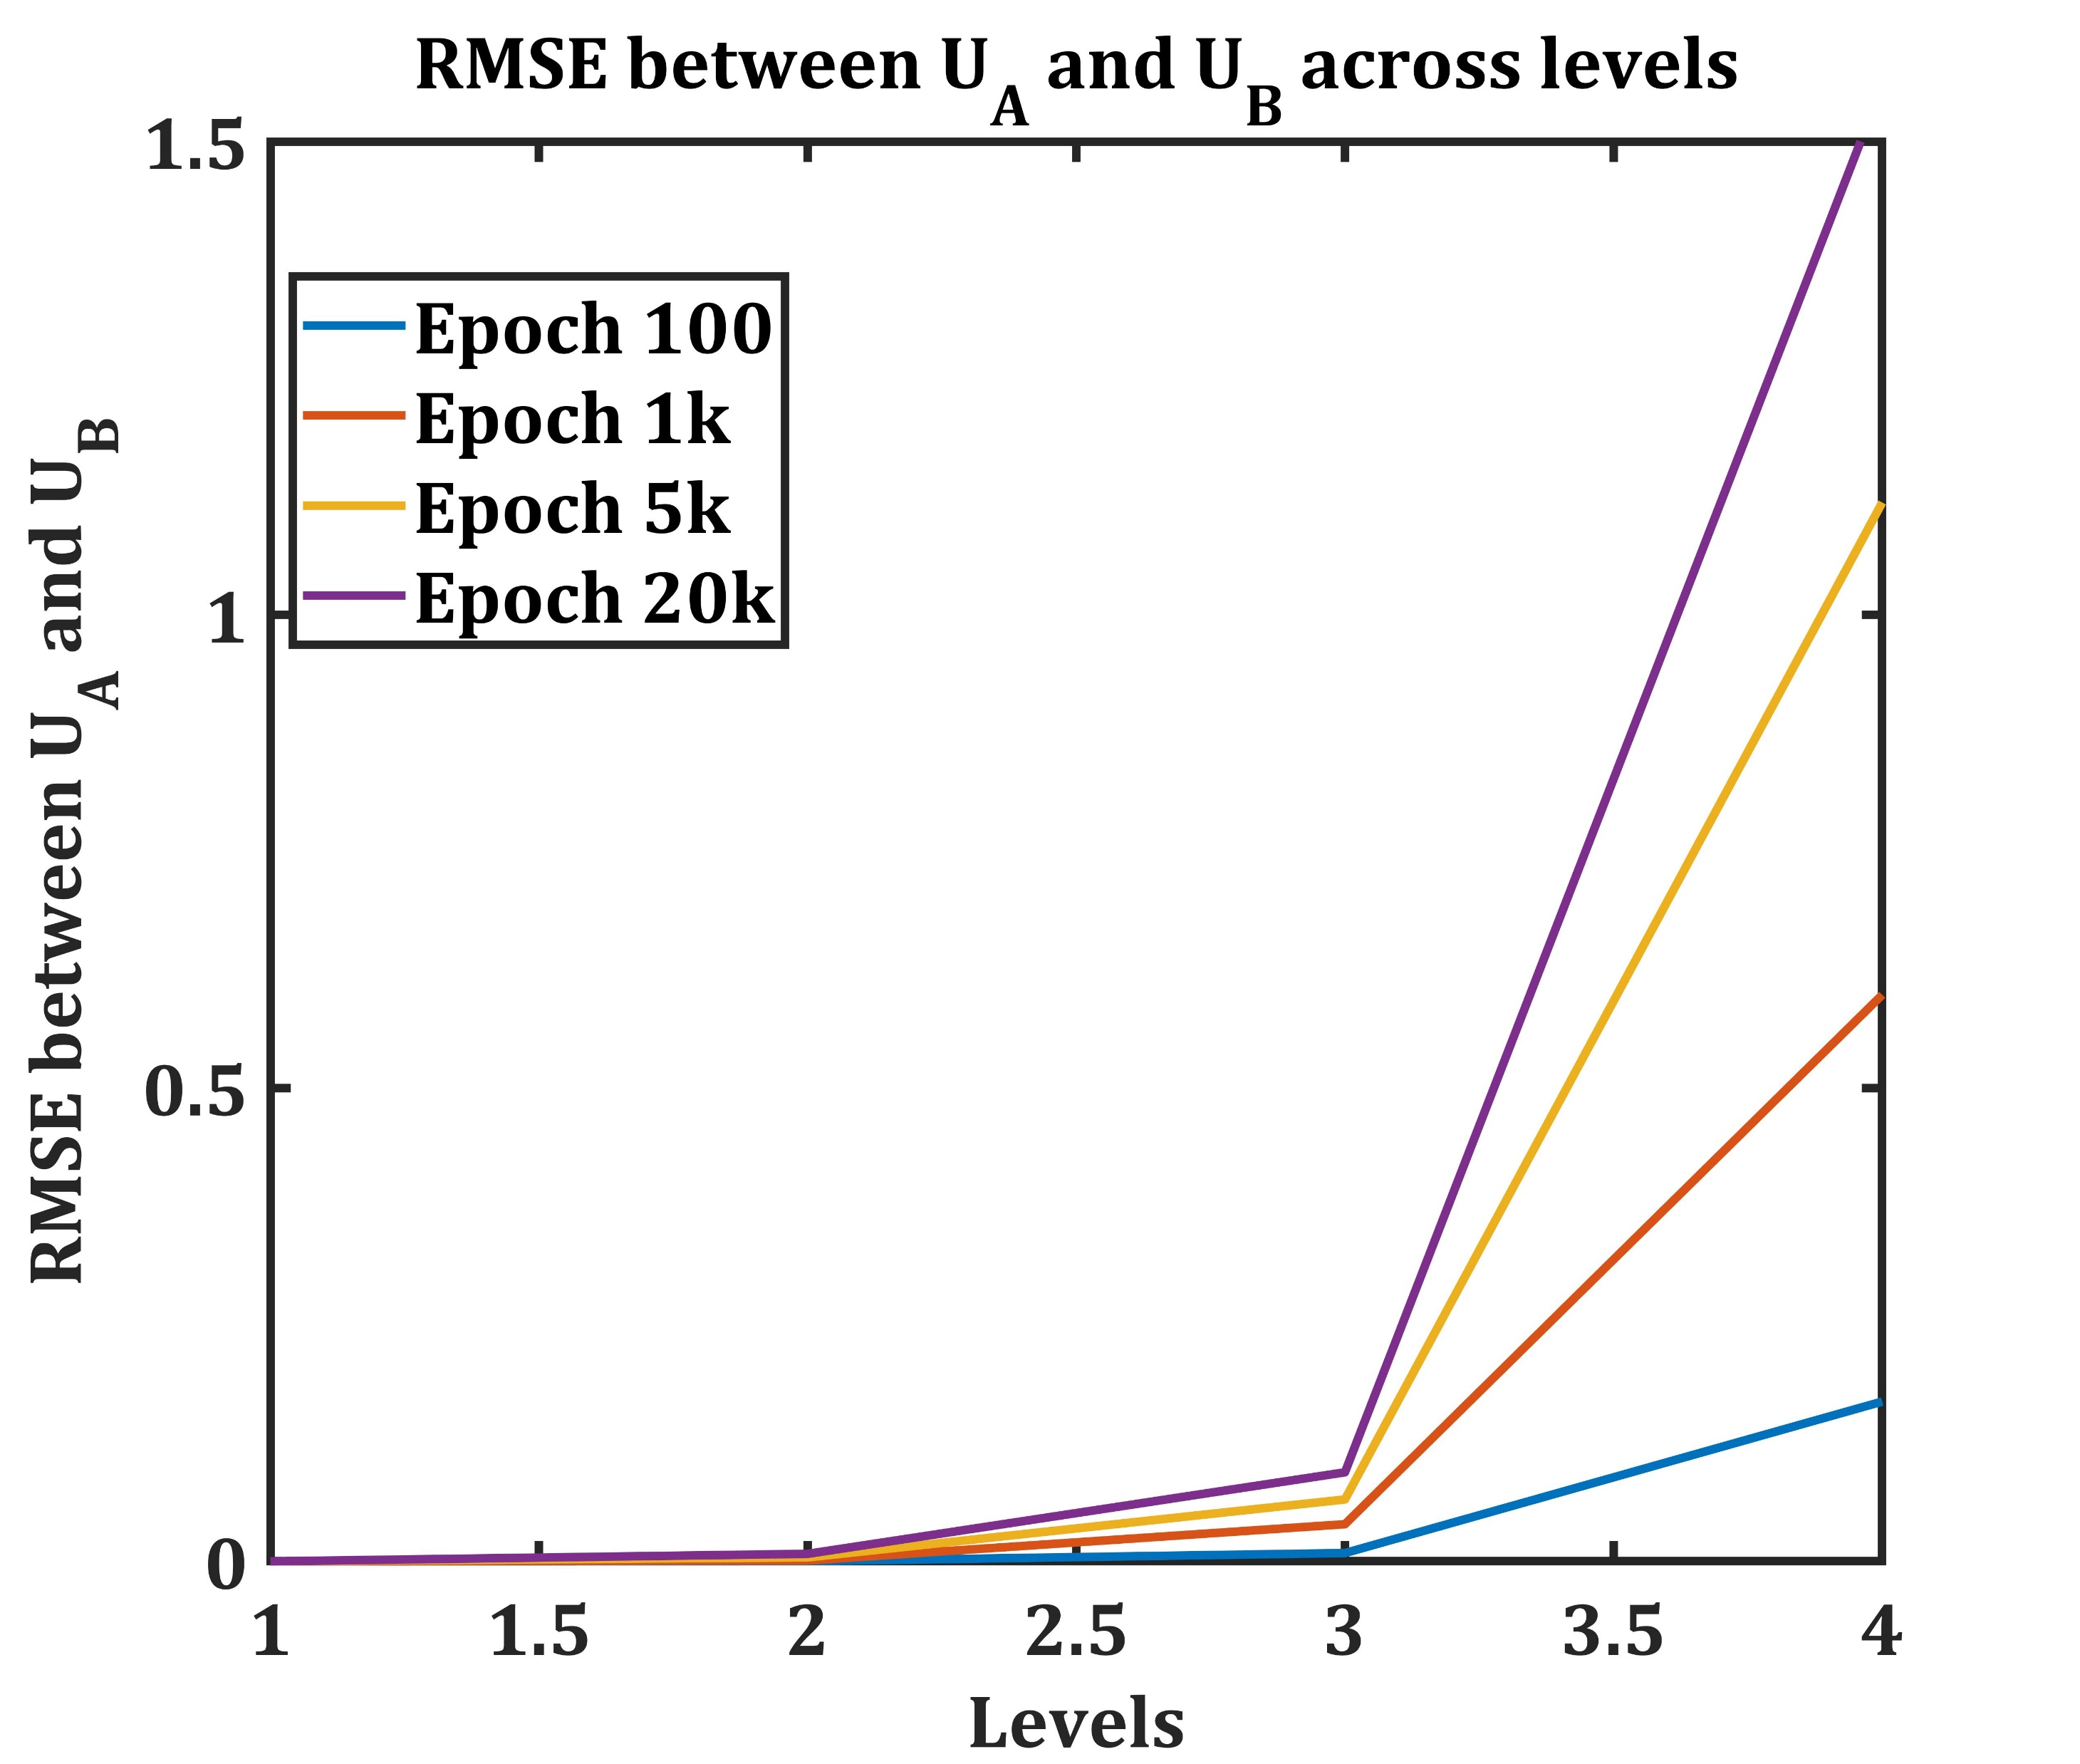 RMSE between U_A and U_B across levels
RMSE between U_A and U_B
1.5
1
0.5
0
Epoch 100
Epoch 1k
Epoch 5k
Epoch 20k
1 1.5 2 2.5 3 3.5 4
Levels